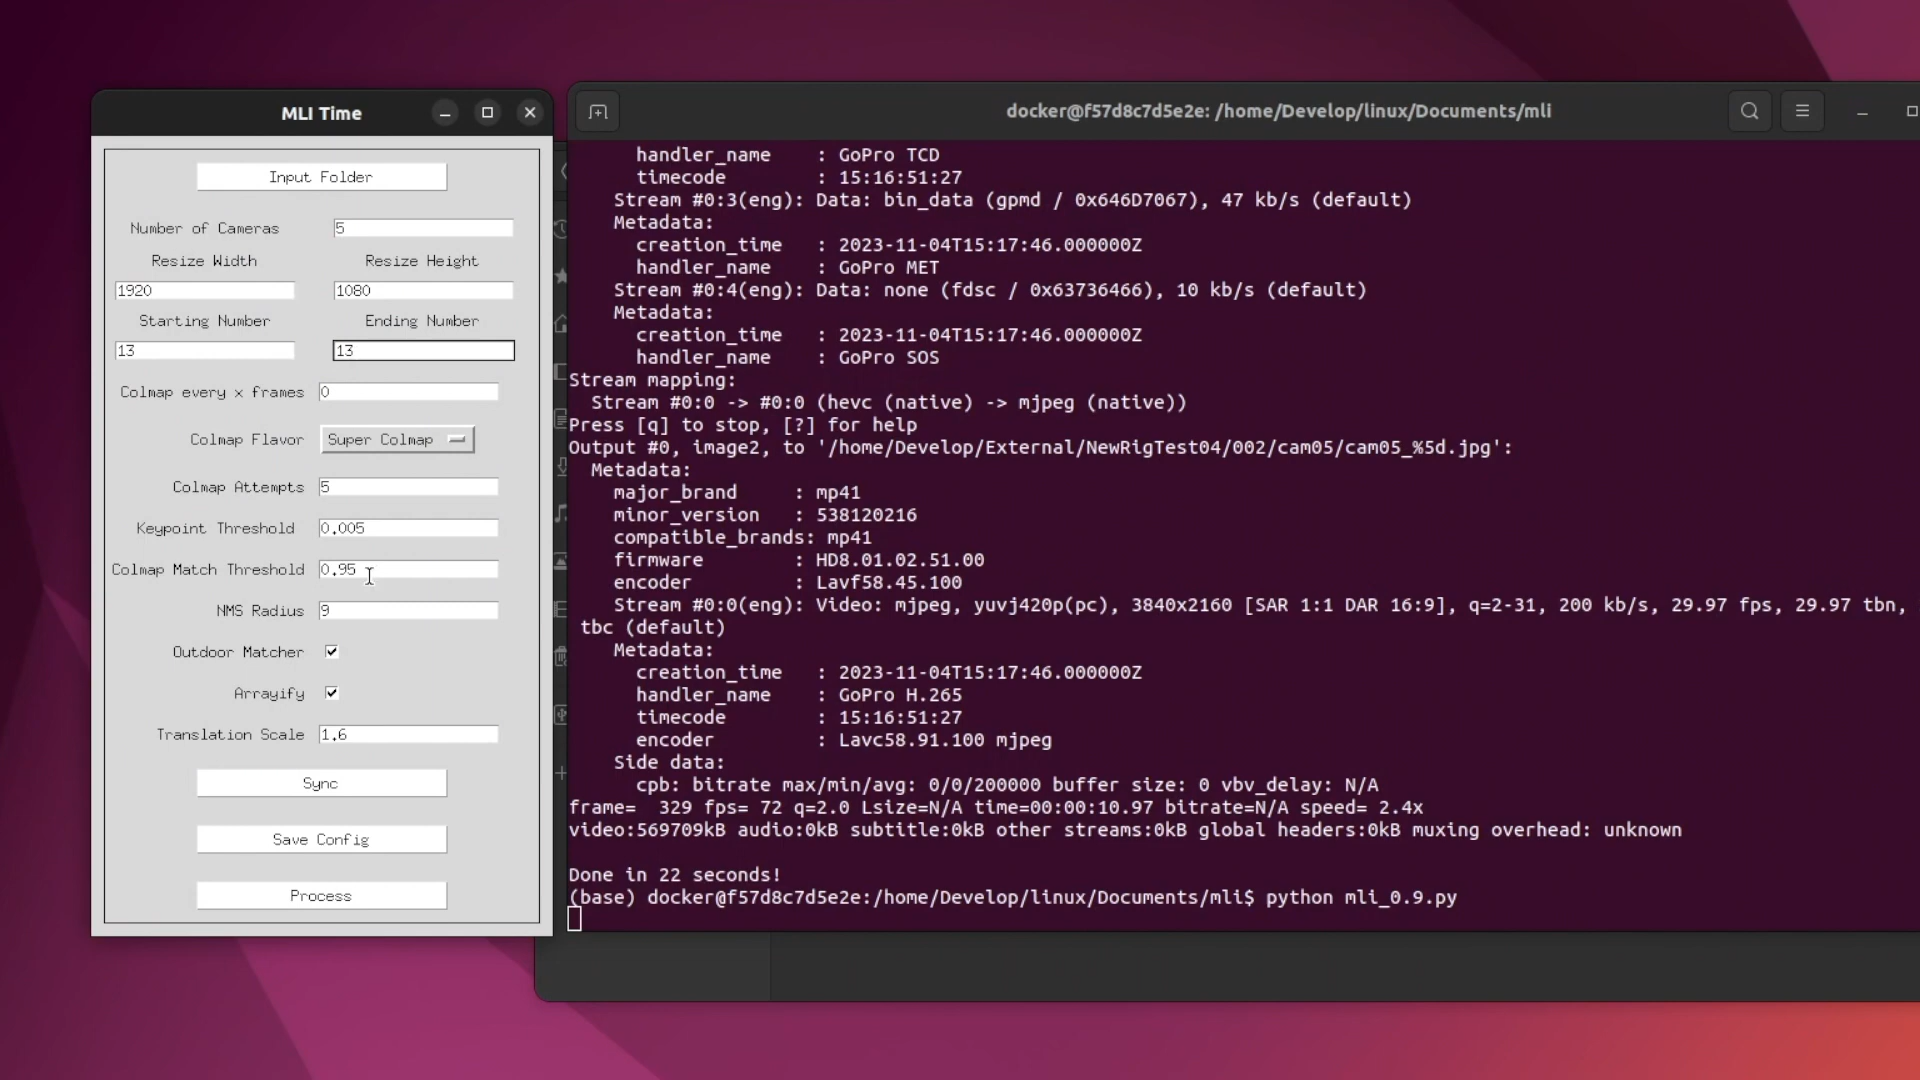 MLI Time
Input Folder
Number of Cameras 5
Resize Width Resize Height
1920 1080
Starting Number Ending Number
13 13
Colmap every x frames 0
Colmap Flavor Super Colmap
Colmap Attempts 5
Keypoint Threshold 0.005
Colmap Match Threshold 0.95
NMS Radius 9
Outdoor Matcher
Arrayify
Translation Scale 1.6
Sync
Save Config
Process
docker@f57d8c7d5e2e: /home/Develop/linux/Documents/mli
handler_name : GoPro TCD
timecode : 15:16:51:27
Stream #0:3(eng): Data: bin_data (gpmd / 0x646D7067), 47 kb/s (default)
Metadata:
creation_time : 2023-11-04T15:17:46.000000Z
handler_name : GoPro MET
Stream #0:4(eng): Data: none (fdsc / 0x63736466), 10 kb/s (default)
Metadata:
creation_time : 2023-11-04T15:17:46.000000Z
handler_name : GoPro SOS
Stream mapping:
Stream #0:0 -> #0:0 (hevc (native) -> mjpeg (native))
Press [q] to stop, [?] for help
Output #0, image2, to '/home/Develop/External/NewRigTest04/002/cam05/cam05_%5d.jpg':
Metadata:
major_brand : mp41
minor_version : 538120216
compatible_brands: mp41
firmware : HD8.01.02.51.00
encoder : Lavf58.45.100
Stream #0:0(eng): Video: mjpeg, yuvj420p(pc), 3840x2160 [SAR 1:1 DAR 16:9], q=2-31, 200 kb/s, 29.97 fps, 29.97 tbn,
tbc (default)
Metadata:
creation_time : 2023-11-04T15:17:46.000000Z
handler_name : GoPro H.265
timecode : 15:16:51:27
encoder : Lavc58.91.100 mjpeg
Side data:
cpb: bitrate max/min/avg: 0/0/200000 buffer size: 0 vbv_delay: N/A
frame= 329 fps= 72 q=2.0 Lsize=N/A time=00:00:10.97 bitrate=N/A speed= 2.4x
video:569709kB audio:0kB subtitle:0kB other streams:0kB global headers:0kB muxing overhead: unknown
Done in 22 seconds!
(base) docker@f57d8c7d5e2e:/home/Develop/linux/Documents/mli$ python mli_0.9.py